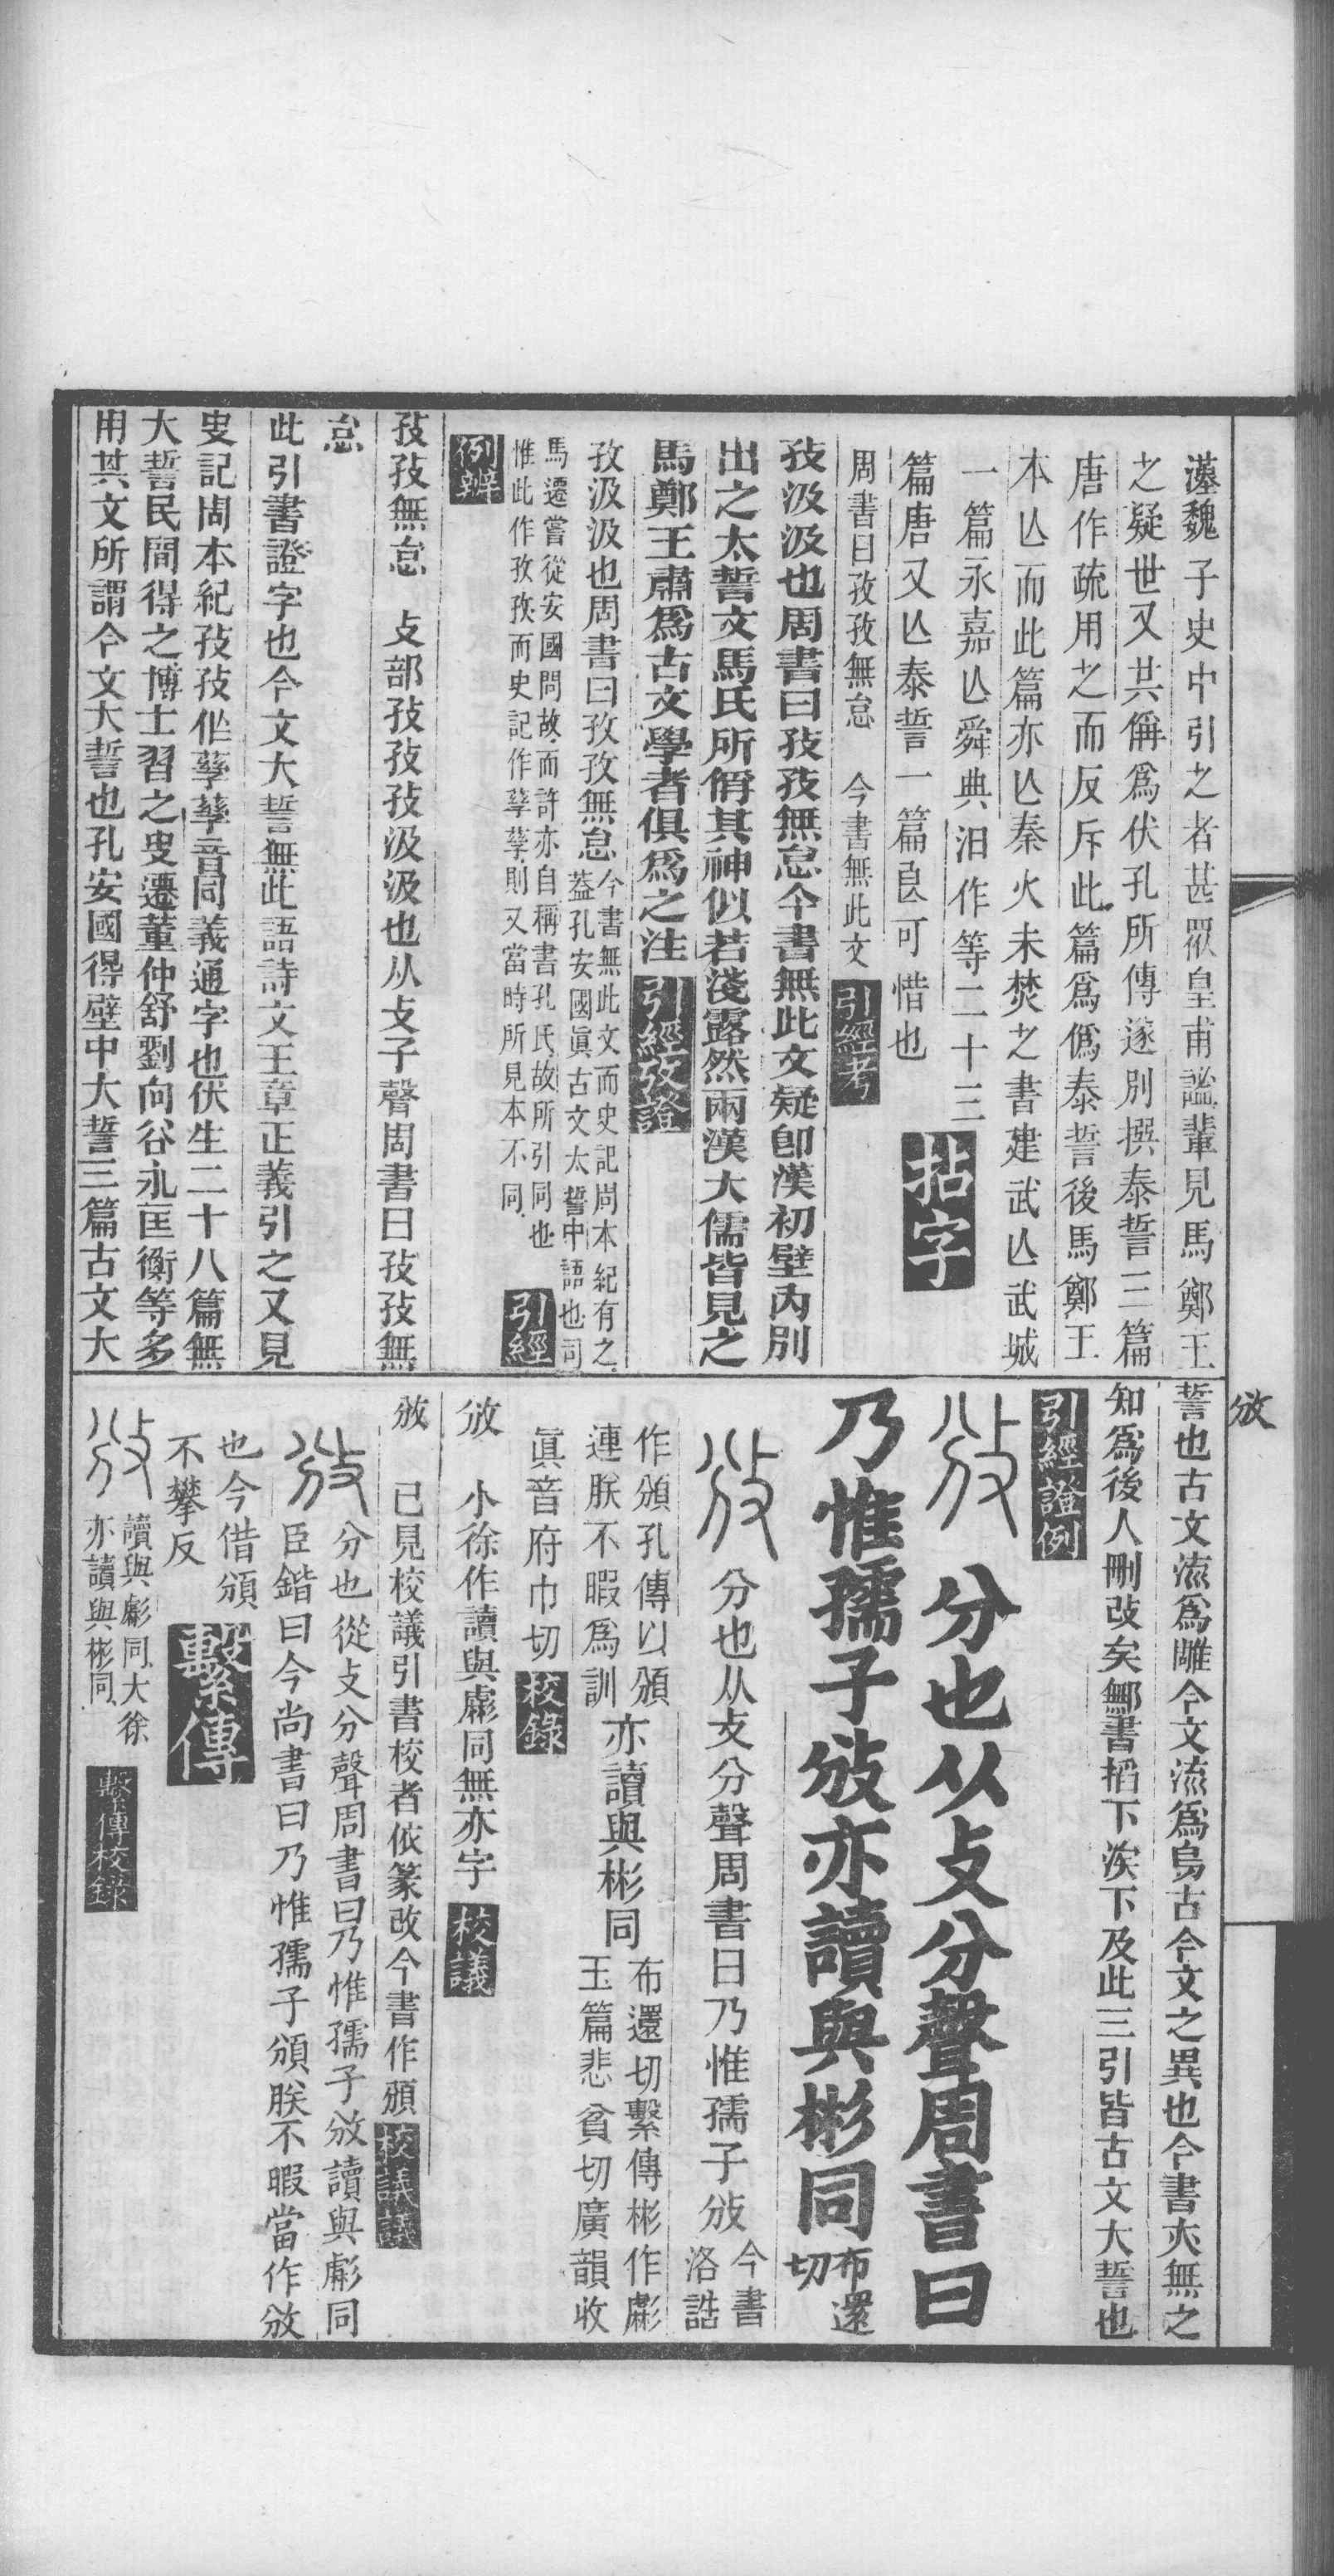 漢魏子史中引之者甚眾皇甫謐輩見馬鄭王
之疑世又共偁爲伏孔所傳遂別撰泰誓三篇
唐作疏用之而反斥此篇爲僞泰誓後馬鄭王
本亾而此篇亦亾秦火未焚之書建武亾武城
一篇永嘉亾舜典汨作等二十三
篇唐又亾泰誓一篇良可惜也
拈字
周書曰孜孜無怠 今書無此文
引經考
孜汲汲也周書曰孜孜無怠今書無此文疑卽漢初壁內別
出之太誓文馬氏所偁其神似若淺露然兩漢大儒皆見之
馬鄭王肅爲古文學者俱爲之注
引經攷證
孜汲汲也周書曰孜孜無怠
今書無此文而史記周本紀有之
葢孔安國眞古文太誓中語也司
馬遷嘗從安國問故而許亦自稱書孔氏故所引同也
惟此作孜孜而史記作孳孳則又當時所見本不同
引經
例辨
孜孜無怠 攴部孜孜孜汲汲也从攴子聲周書曰孜孜無
怠
此引書證字也今文大誓無此語詩文王章正義引之又見
史記周本紀孜孜作孳孳音同義通字也伏生二十八篇無
大誓民閒得之博士習之史遷董仲舒劉向谷永匡衡等多
用其文所謂今文大誓也孔安國得壁中大誓三篇古文大
攽
誓也古文流爲雕今文流爲烏古今文之異也今書亦無之
知爲後人刪改矣鄦書搯下涘下及此三引皆古文大誓也
引經證例
攽 分也从攴分聲周書曰
乃惟孺子攽亦讀與彬同
布還
切
攽 分也从攴分聲周書曰乃惟孺子攽
今書
洛誥
作頒孔傳以頒
連朕不暇爲訓
亦讀與彬同
布還切繫傳彬作彪
玉篇悲貧切廣韻收
眞音府巾切
校錄
攽 小徐作讀與彪同無亦字
校議
攽 已見校議引書校者依篆改今書作頒
校議議
攽 分也從攴分聲周書曰乃惟孺子攽讀與彪同
臣鍇曰今尚書曰乃惟孺子頒朕不暇當作攽
也今借頒
不攀反
繫傳
攽
讀與彪同大徐
亦讀與彬同
繫傳校錄